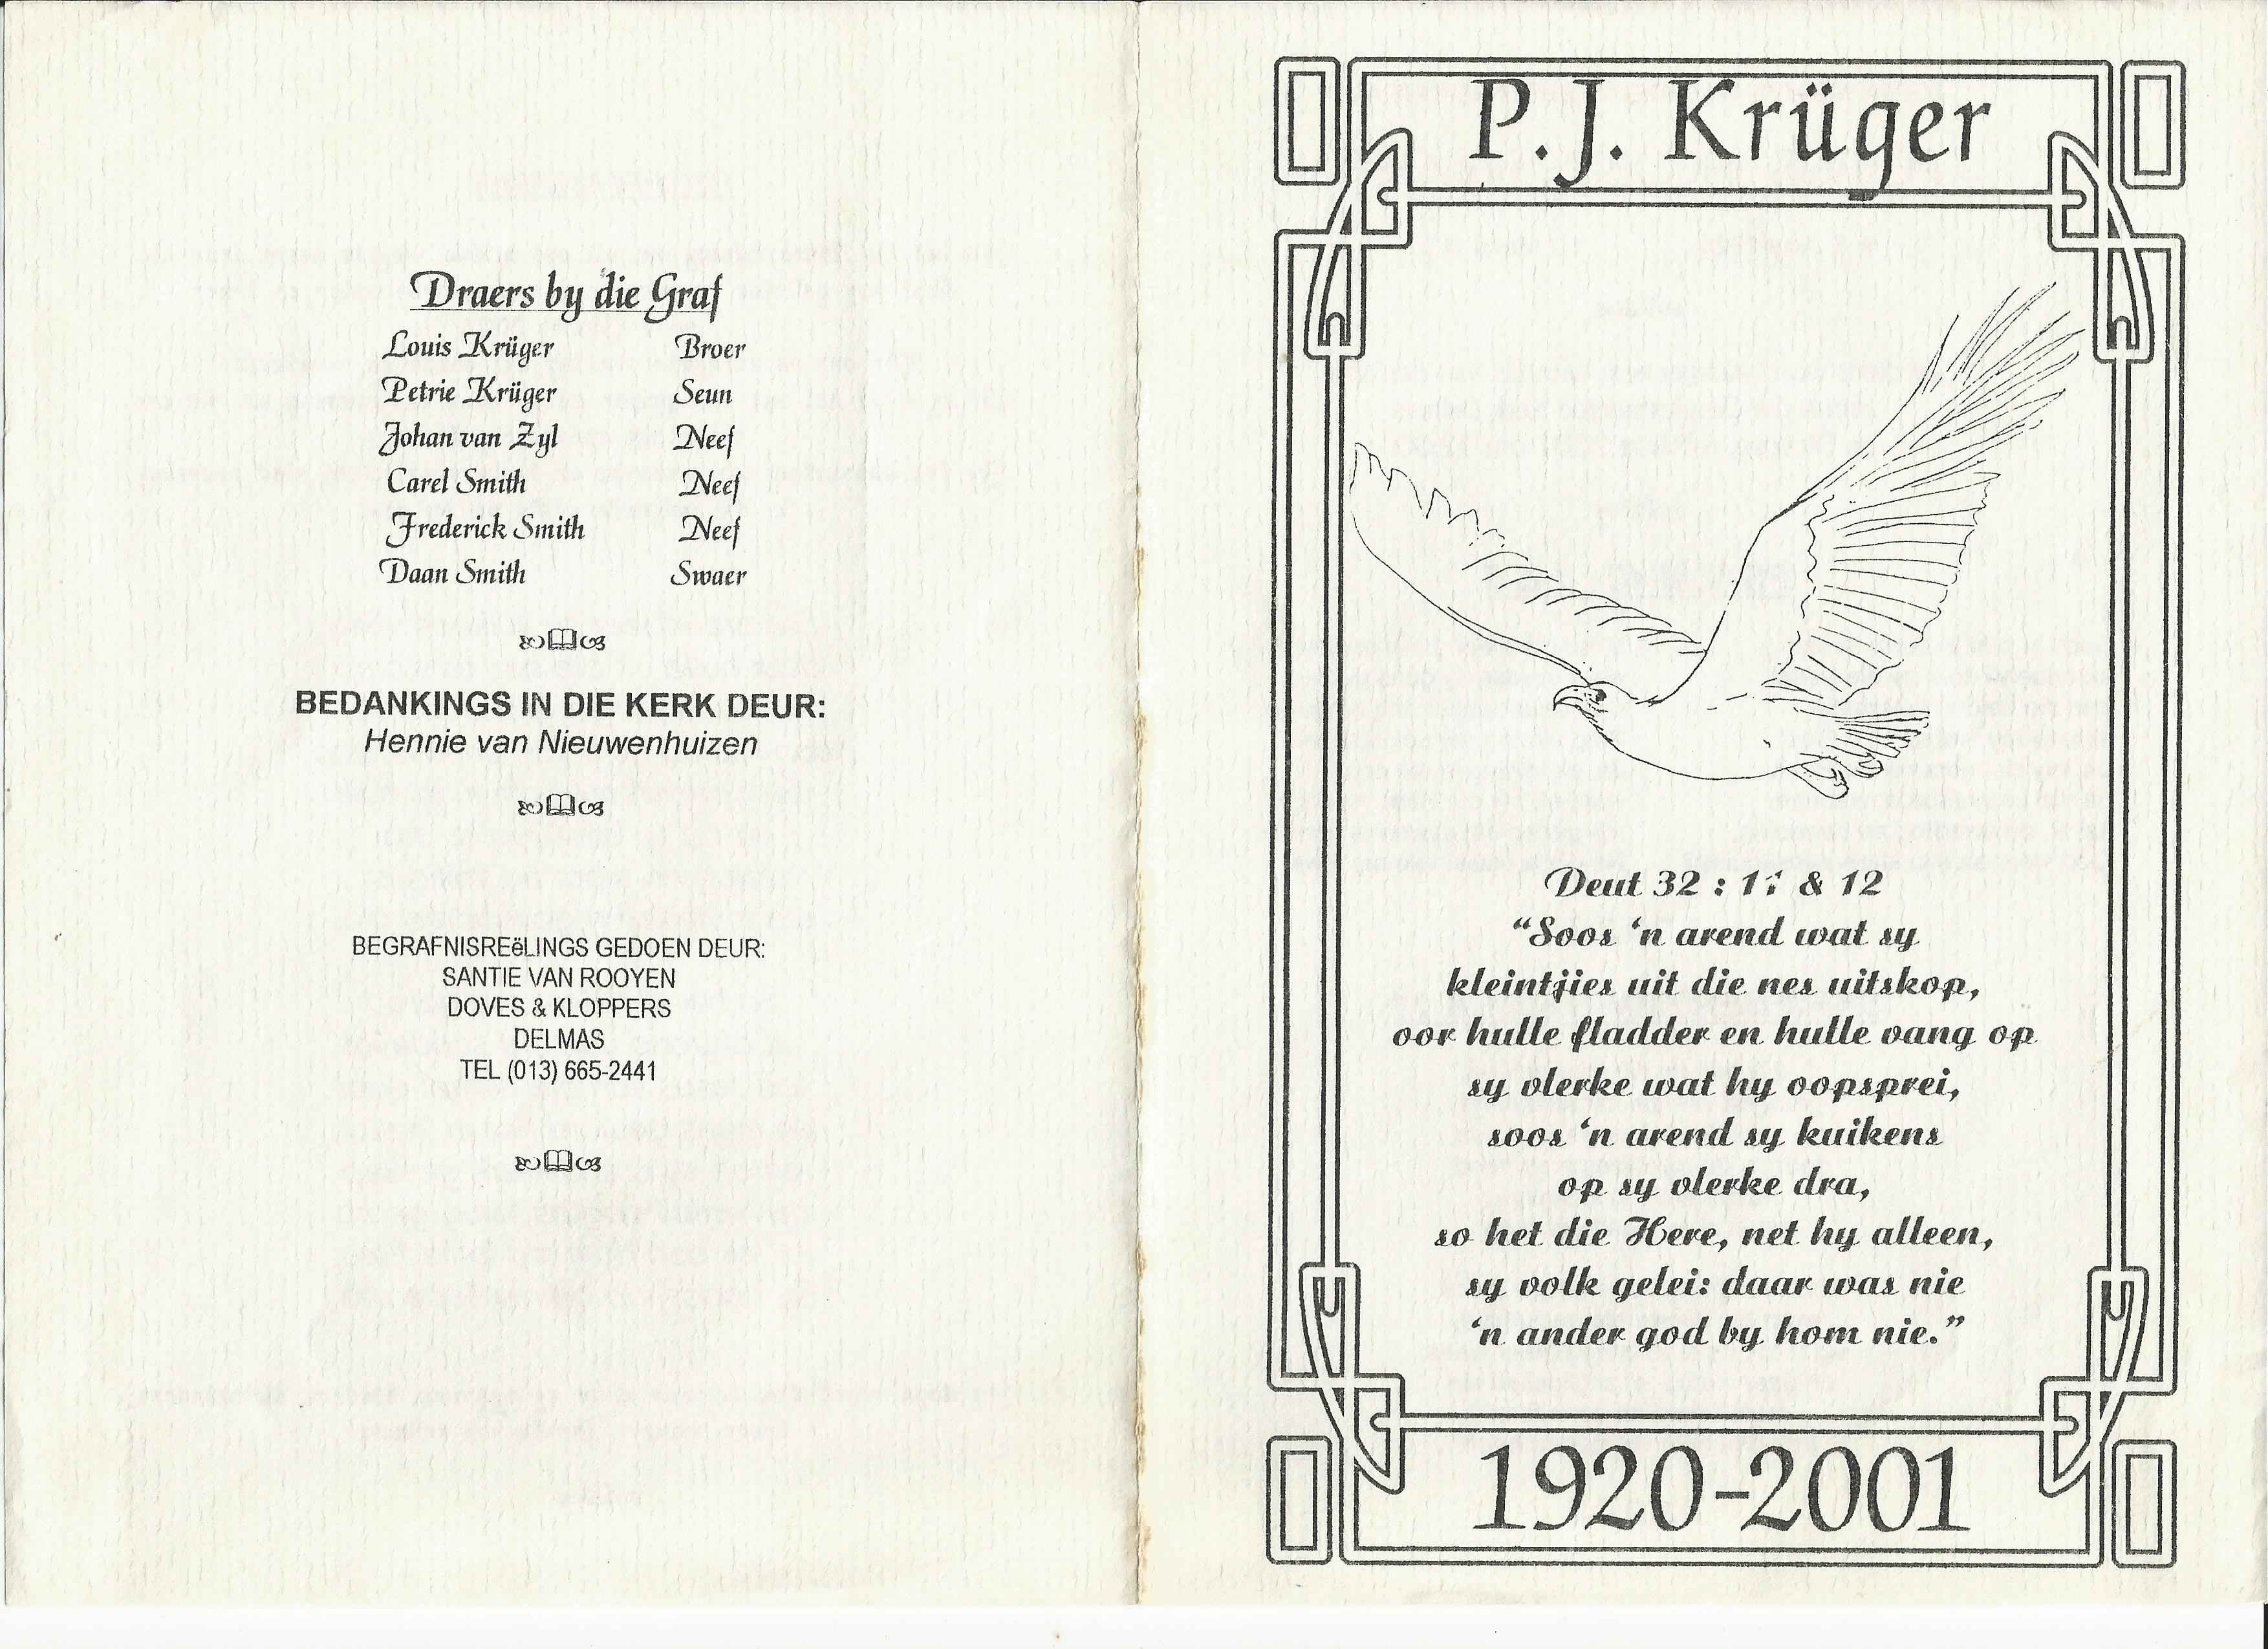 Draers by die Graf
Louis Krüger Broer
Petrie Krüger Seun
Johan van Zyl Neef
Carel Smith Neef
Frederick Smith Neef
Daan Smith Swaer
BEDANKINGS IN DIE KERK DEUR:
Hennie van Nieuwenhuizen
BEGRAFNISREëLINGS GEDOEN DEUR:
SANTIE VAN ROOYEN
DOVES & KLOPPERS
DELMAS
TEL (013) 665-2441
P.J. Krüger
Deut 32 : 11 & 12
“Soos ‘n arend wat sy
kleintjies uit die nes uitskop,
oor hulle fladder en hulle vang op
sy vlerke wat hy oopsprei,
soos ‘n arend sy kuikens
op sy vlerke dra,
so het die Here, net hy alleen,
sy volk gelei: daar was nie
‘n ander god by hom nie.”
1920-2001